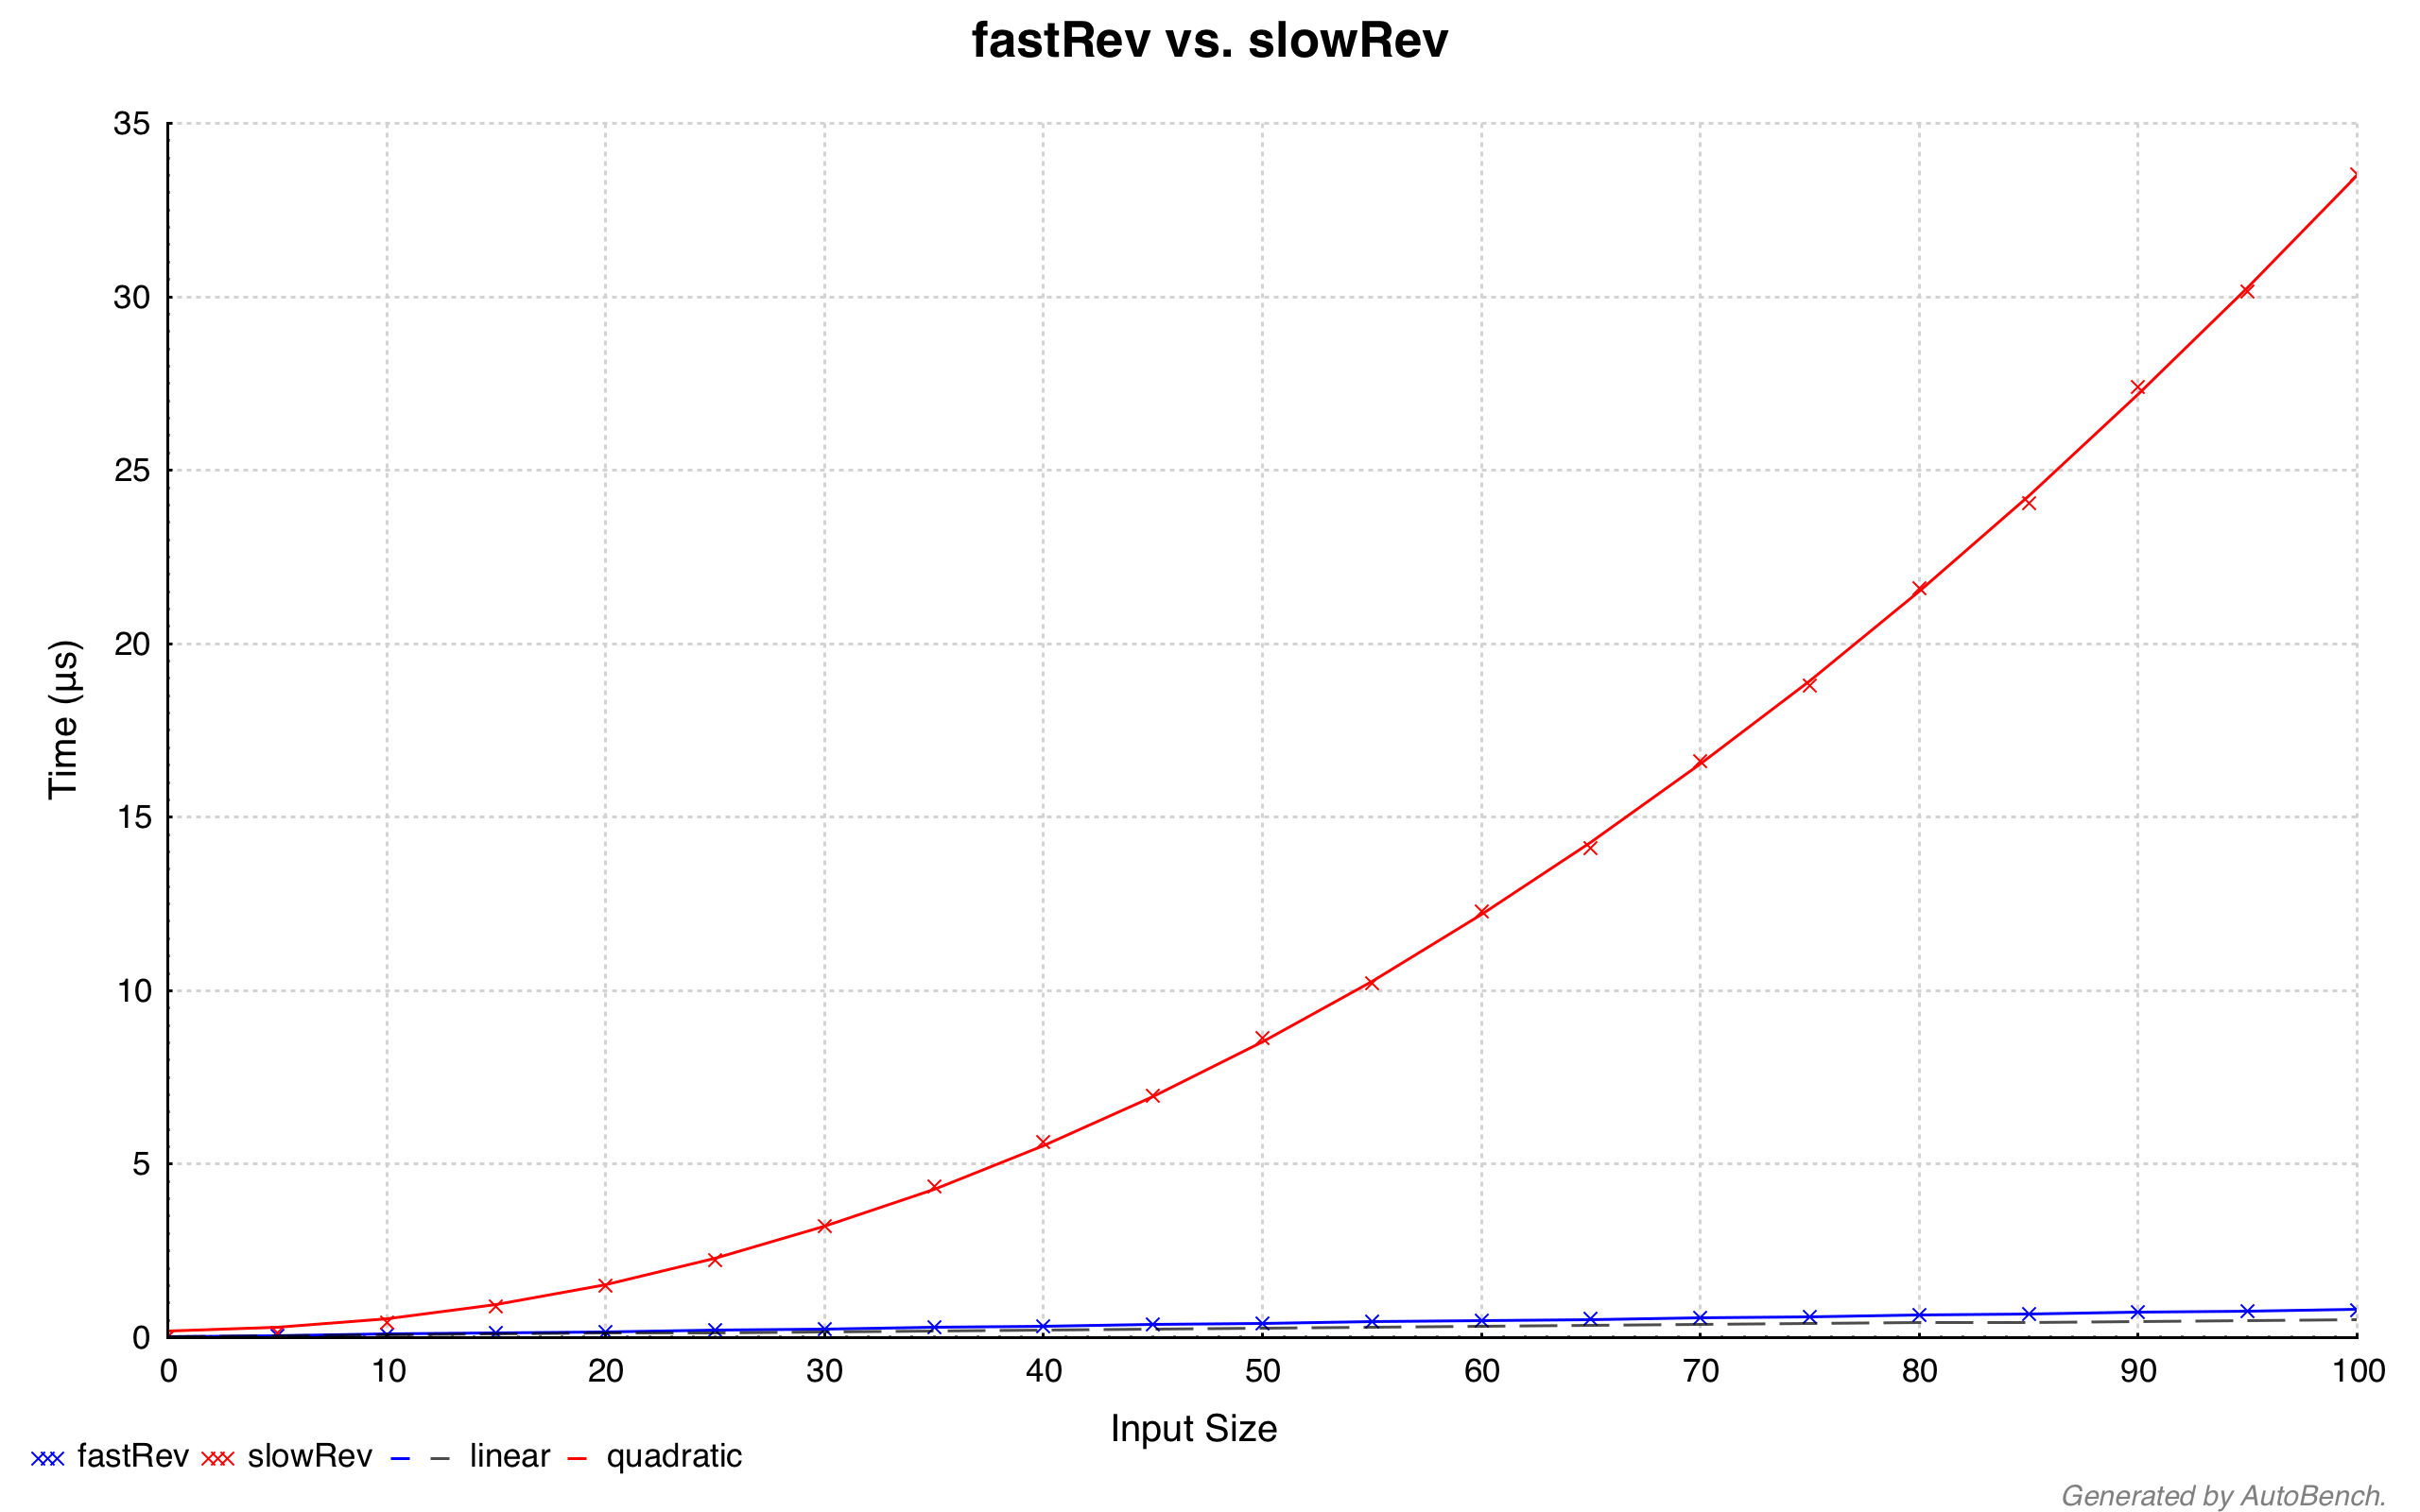 fastRev vs. slowRev
35
30
25
20
15
10
5
0
Time (µs)
0 10 20 30 40 50 60 70 80 90 100
Input Size
fastRev slowRev linear quadratic
Generated by AutoBench.